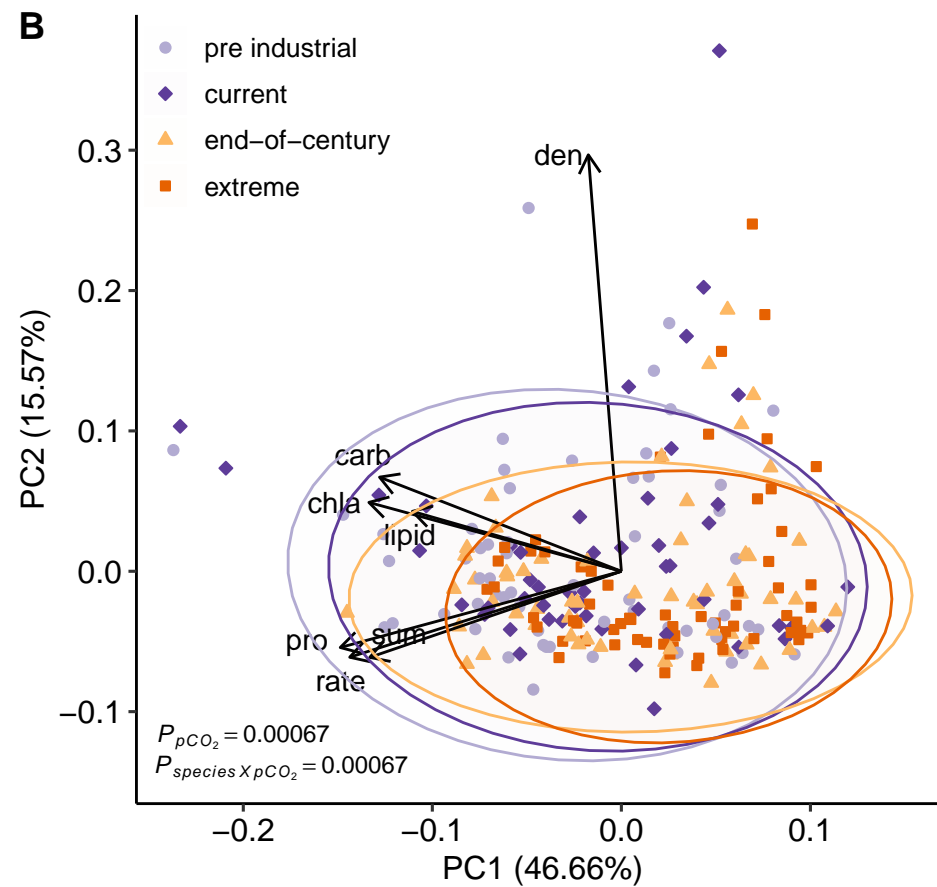 B
pre industrial
current
end−of−century
extreme
PC2 (15.57%)
0.3
0.2
0.1
0.0
−0.1
den
carb
chla
lipid
pro
sum
rate
P pCO2 = 0.00067
P species X pCO2 = 0.00067
−0.2
−0.1
0.0
0.1
PC1 (46.66%)